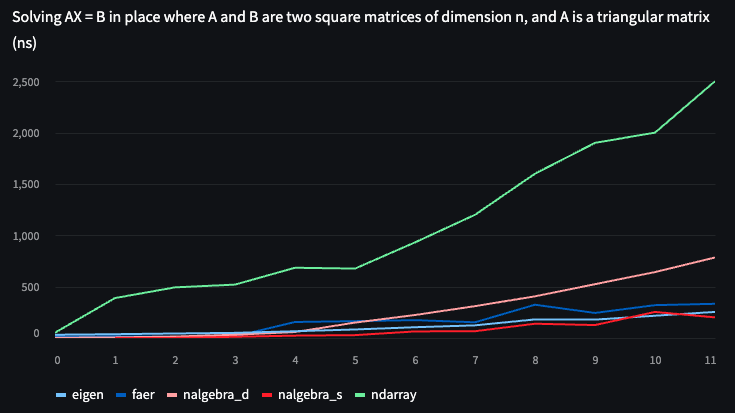 Solving AX = B in place where A and B are two square matrices of dimension n, and A is a triangular matrix
(ns)
2,500
2,000
1,500
1,000
500
0
0 1 2 3 4 5 6 7 8 9 10 11
eigen faer nalgebra_d nalgebra_s ndarray